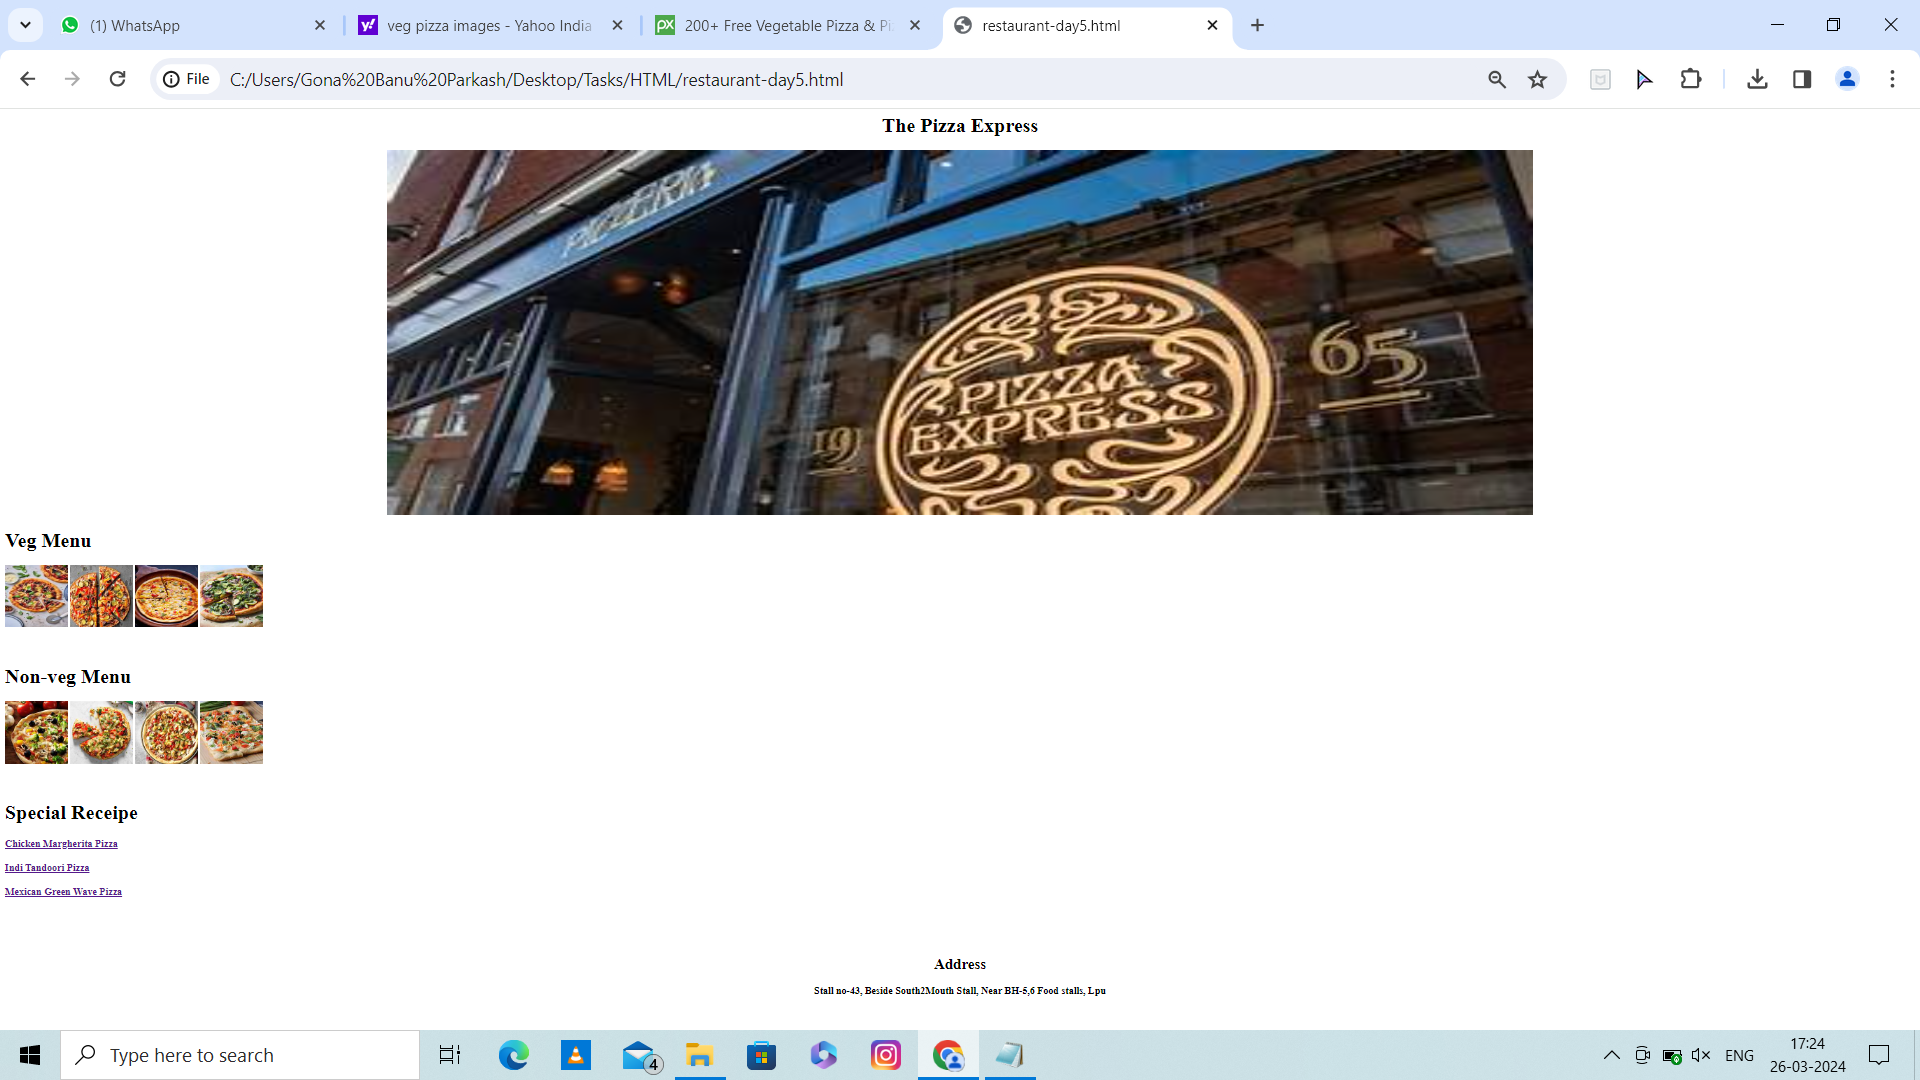 (1) WhatsApp
veg pizza images - Yahoo India
200+ Free Vegetable Pizza & Pi
restaurant-day5.html
File
C:/Users/Gona%20Banu%20Parkash/Desktop/Tasks/HTML/restaurant-day5.html
The Pizza Express
PIZZERIA
PIZZA
EXPRESS
19
65
Veg Menu
Non-veg Menu
Special Receipe
Chicken Margherita Pizza
Indi Tandoori Pizza
Mexican Green Wave Pizza
Address
Stall no-43, Beside South2Mouth Stall, Near BH-5,6 Food stalls, Lpu
Type here to search
4
ENG
17:24
26-03-2024